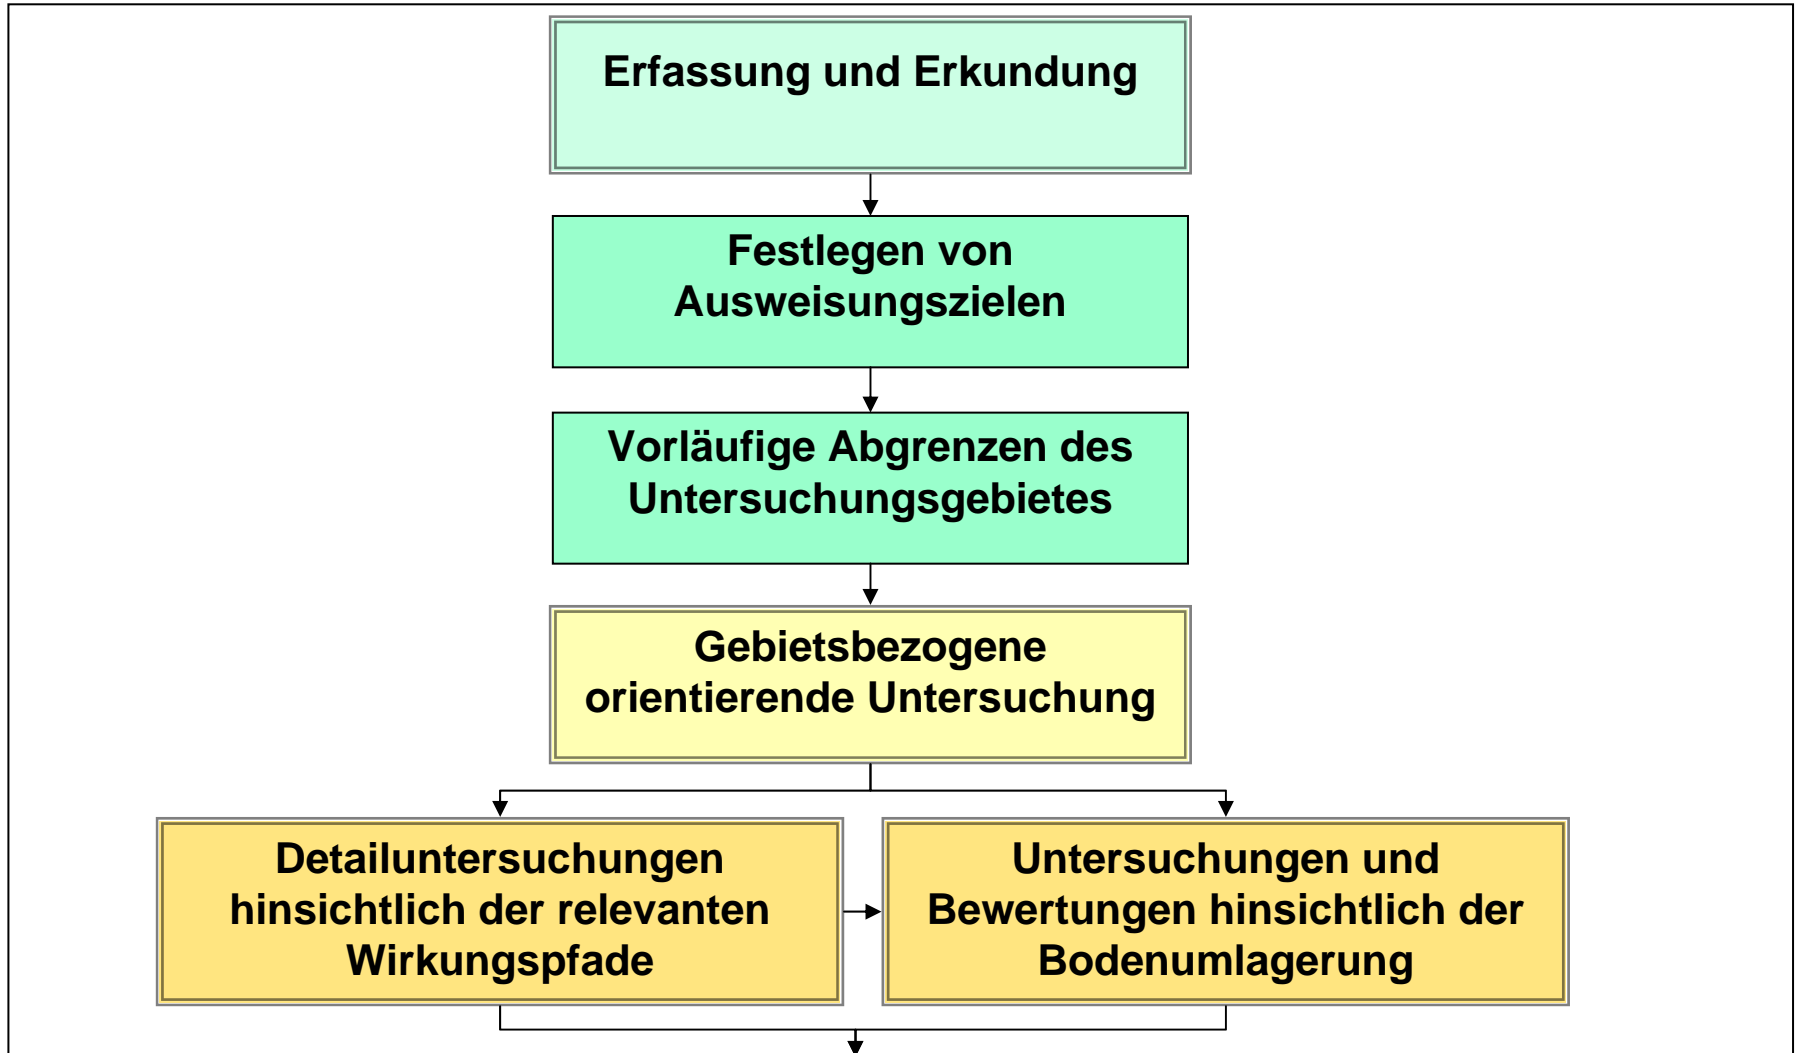 Erfassung und Erkundung
Festlegen von
Ausweisungszielen
Vorläufige Abgrenzen des
Untersuchungsgebietes
Gebietsbezogene
orientierende Untersuchung
Detailuntersuchungen
hinsichtlich der relevanten
Wirkungspfade
Untersuchungen und
Bewertungen hinsichtlich der
Bodenumlagerung